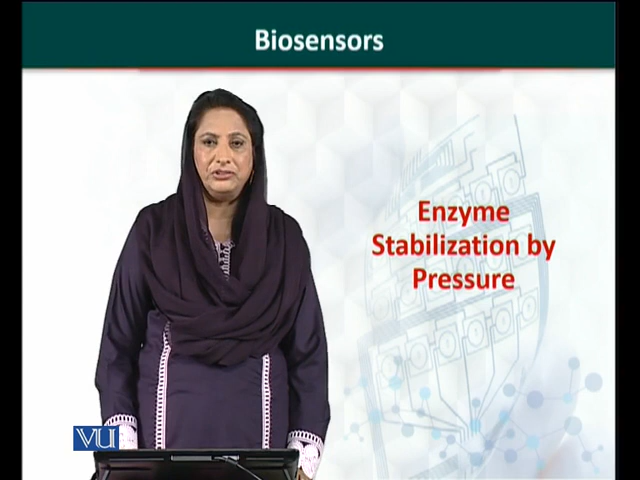 Biosensors
Enzyme
Stabilization by
Pressure
VU